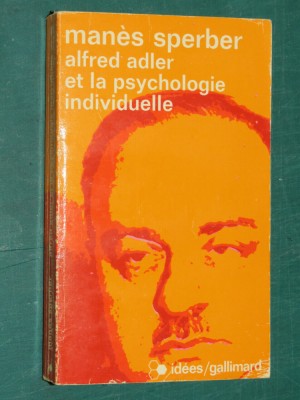 manès sperber
alfred adler
et la psychologie
individuelle
idées/gallimard